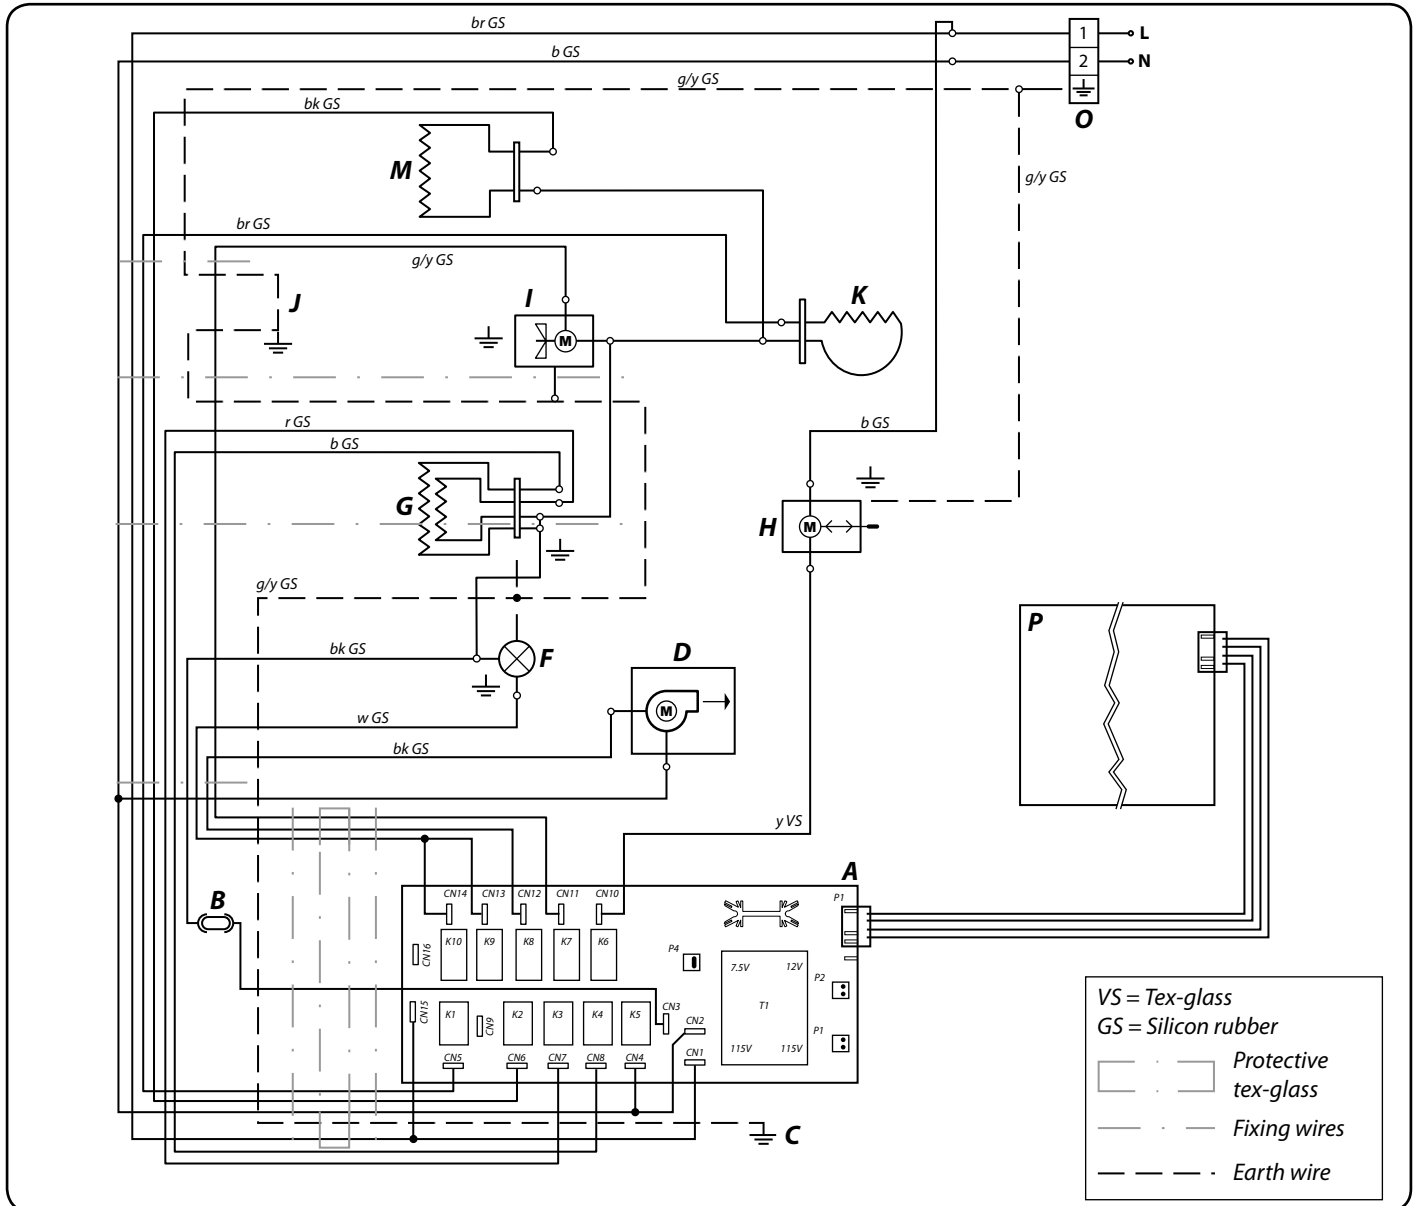 br GS
1 L
b GS
2 N
g/y GS
O
bk GS
M
g/y GS
br GS
g/y GS
J
I
K
M
r GS
b GS
b GS
G
H
M
g/y GS
P
bk GS
F
D
M
w GS
bk GS
y VS
A
B
CN14 CN13 CN12 CN11 CN10
P1
K10 K9 K8 K7 K6
CN16
P4
7.5V 12V
P2
CN15
K1
CN9
K2 K3 K4 K5
CN3
CN2
T1
P1
115V 115V
CN5 CN6 CN7 CN8 CN4 CN1
C
VS = Tex-glass
GS = Silicon rubber
Protective
tex-glass
Fixing wires
Earth wire